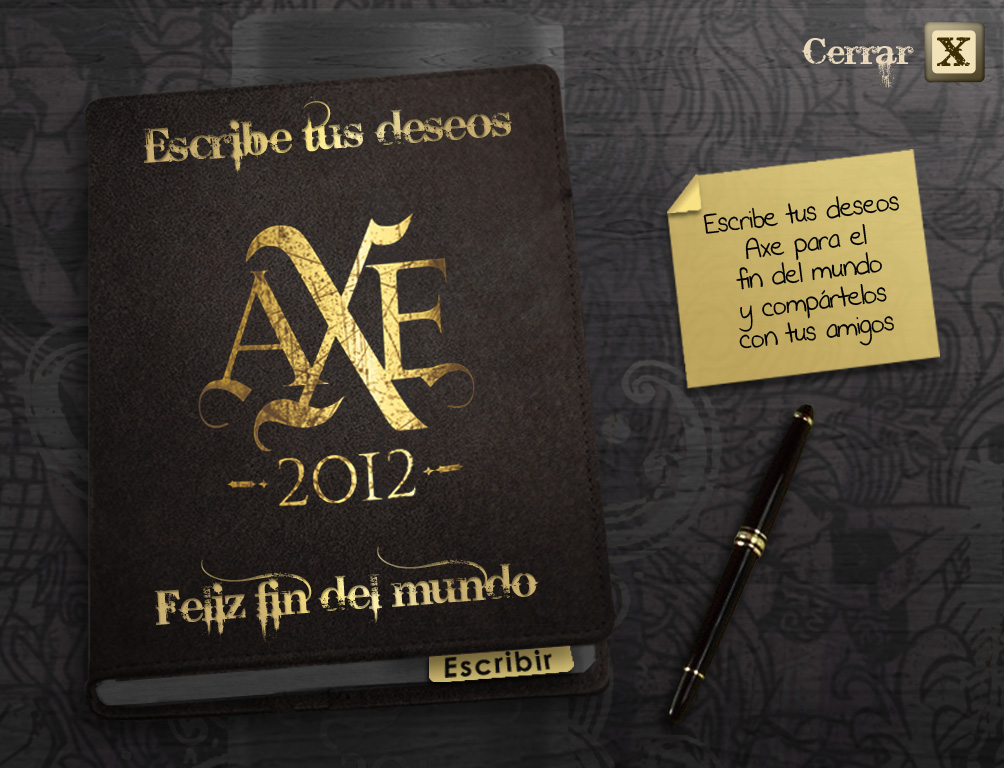 Cerrar X
Escribe tus deseos
AXE
2012
Feliz fin del mundo
Escribir
Escribe tus deseos
Axe para el
fin del mundo
y compártelos
con tus amigos